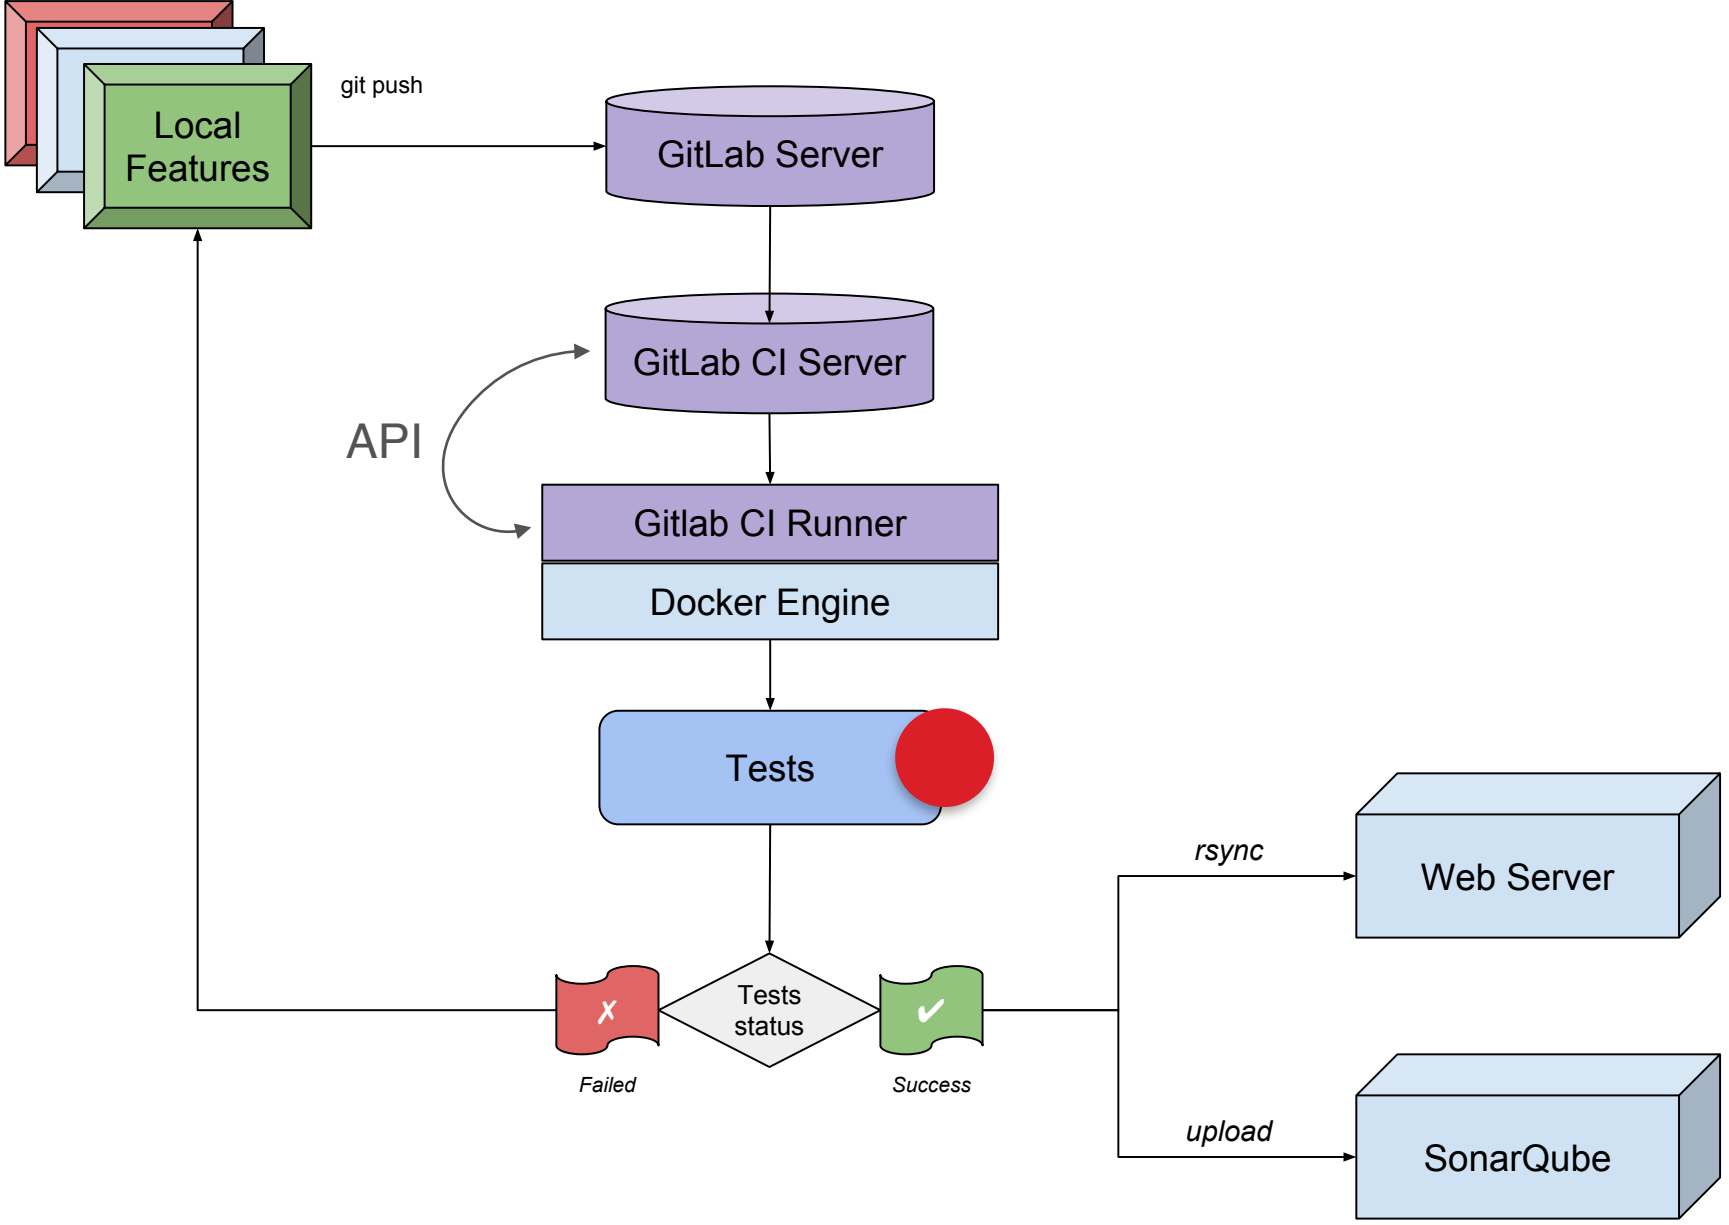 Local
Features
git push
GitLab Server
GitLab CI Server
API
Gitlab CI Runner
Docker Engine
Tests
rsync
Web Server
✗
Tests
status
✔
Failed
Success
upload
SonarQube